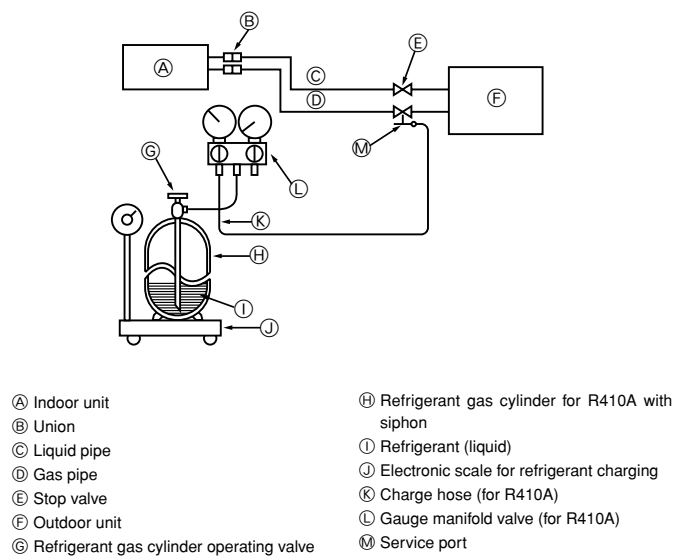 Ⓑ
Ⓔ
Ⓐ
Ⓒ
Ⓕ
Ⓓ
Ⓜ
Ⓖ
Ⓛ
Ⓚ
Ⓗ
Ⓘ
Ⓙ
Ⓐ Indoor unit
Ⓑ Union
Ⓒ Liquid pipe
Ⓓ Gas pipe
Ⓔ Stop valve
Ⓕ Outdoor unit
Ⓖ Refrigerant gas cylinder operating valve
Ⓗ Refrigerant gas cylinder for R410A with
siphon
Ⓘ Refrigerant (liquid)
Ⓙ Electronic scale for refrigerant charging
Ⓚ Charge hose (for R410A)
Ⓛ Gauge manifold valve (for R410A)
Ⓜ Service port